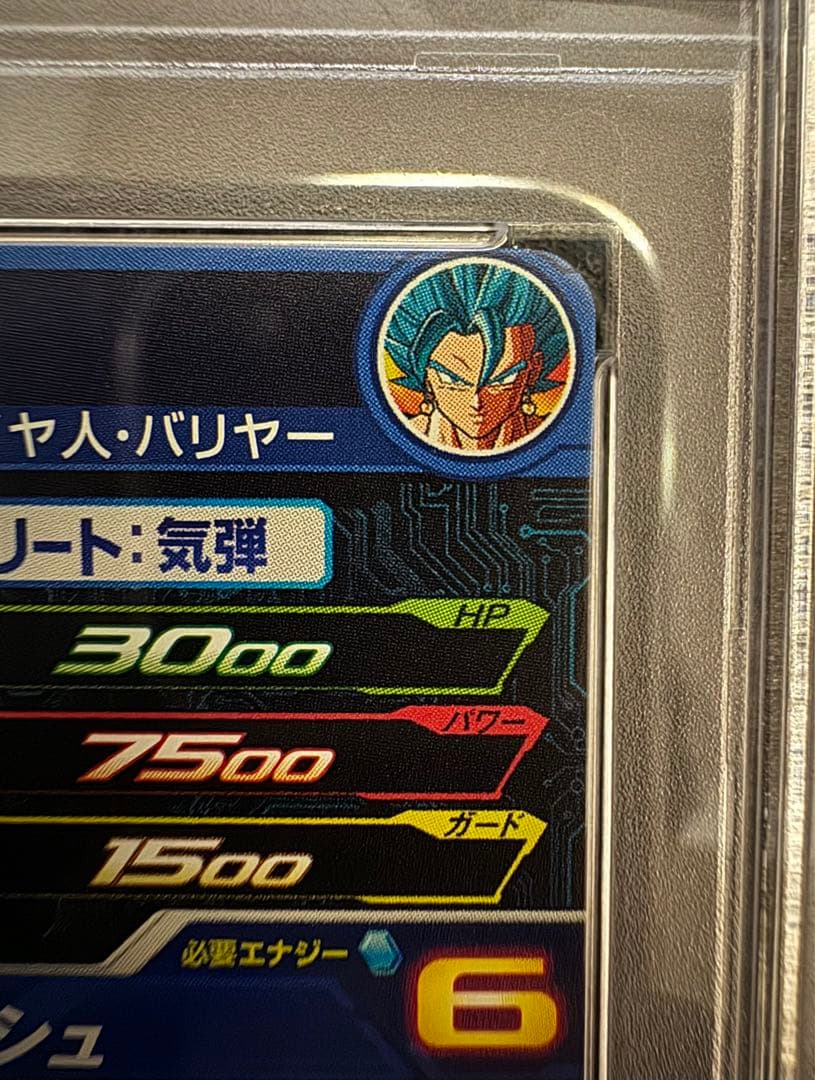 ヤ人・バリヤー
リート：気弾
HP
3000
パワー
7500
ガード
1500
必要エナジー
6
シュ